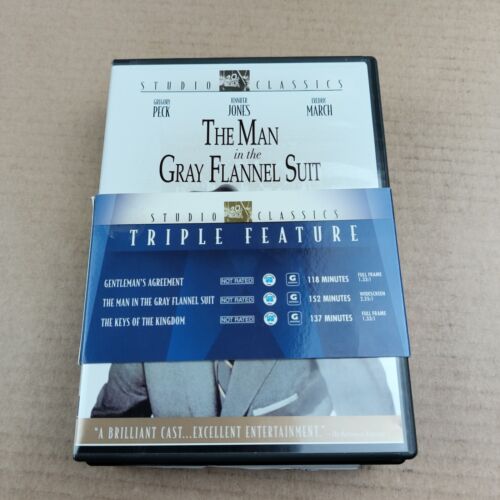 STUDIO CLASSICS
GREGORY PECK JENNIFER JONES FREDRIC MARCH
THE MAN
in the
GRAY FLANNEL SUIT
STUDIO CLASSICS
TRIPLE FEATURE
GENTLEMAN'S AGREEMENT NOT RATED G 118 MINUTES FULL FRAME 1.33:1
THE MAN IN THE GRAY FLANNEL SUIT NOT RATED G 152 MINUTES WIDESCREEN 2.35:1
THE KEYS OF THE KINGDOM NOT RATED G 137 MINUTES FULL FRAME 1.33:1
"A BRILLIANT CAST...EXCELLENT ENTERTAINMENT."